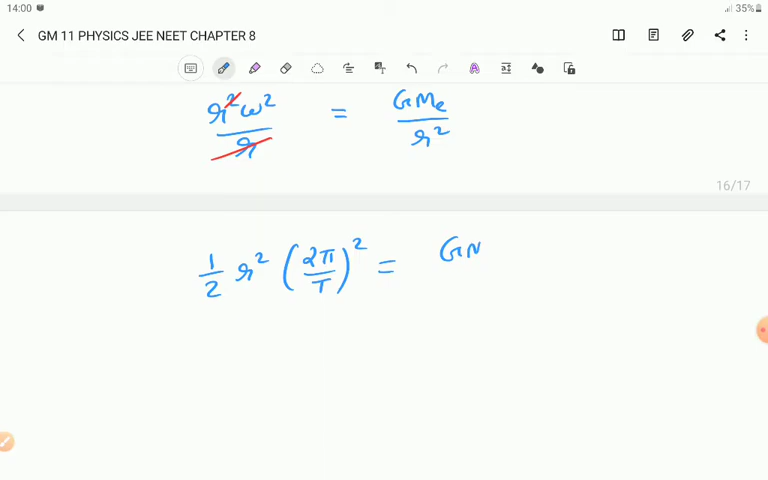 14:00 35%
GM 11 PHYSICS JEE NEET CHAPTER 8
r²ω²/r = GMe/r²
16/17
1/2 r² (2π/T)² = GM